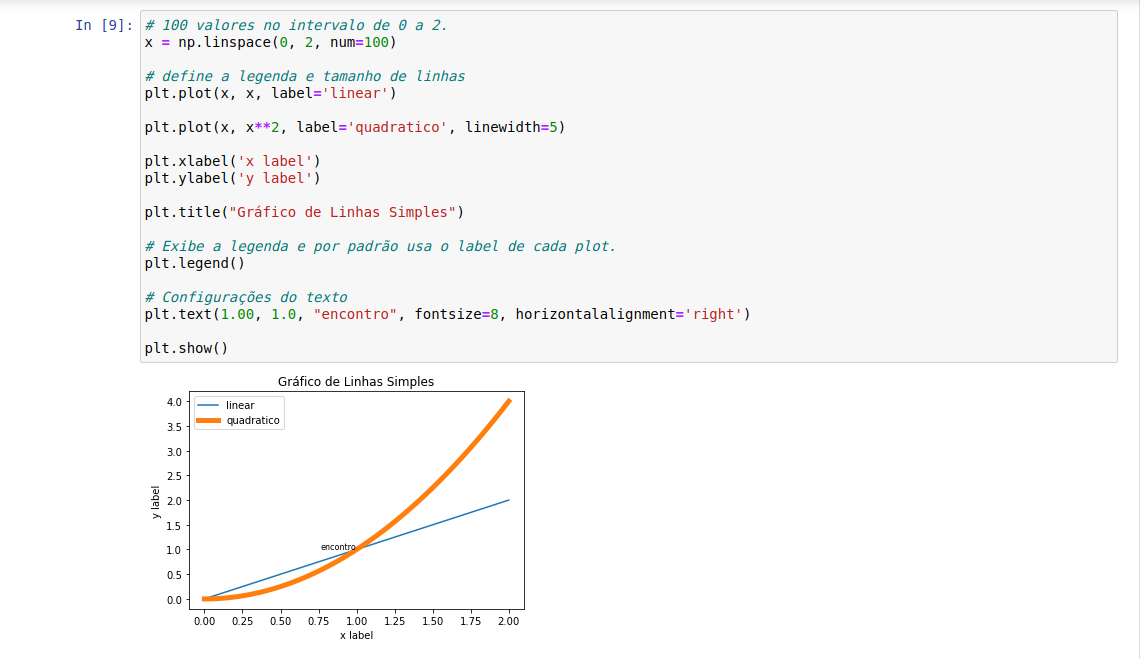 In [9]: # 100 valores no intervalo de 0 a 2.
x = np.linspace(0, 2, num=100)
# define a legenda e tamanho de linhas
plt.plot(x, x, label='linear')
plt.plot(x, x**2, label='quadratico', linewidth=5)
plt.xlabel('x label')
plt.ylabel('y label')
plt.title("Gráfico de Linhas Simples")
# Exibe a legenda e por padrão usa o label de cada plot.
plt.legend()
# Configurações do texto
plt.text(1.00, 1.0, "encontro", fontsize=8, horizontalalignment='right')
plt.show()
Gráfico de Linhas Simples
linear
quadratico
4.0
3.5
3.0
2.5
2.0
1.5
1.0
0.5
0.0
y label
encontro
0.00 0.25 0.50 0.75 1.00 1.25 1.50 1.75 2.00
x label